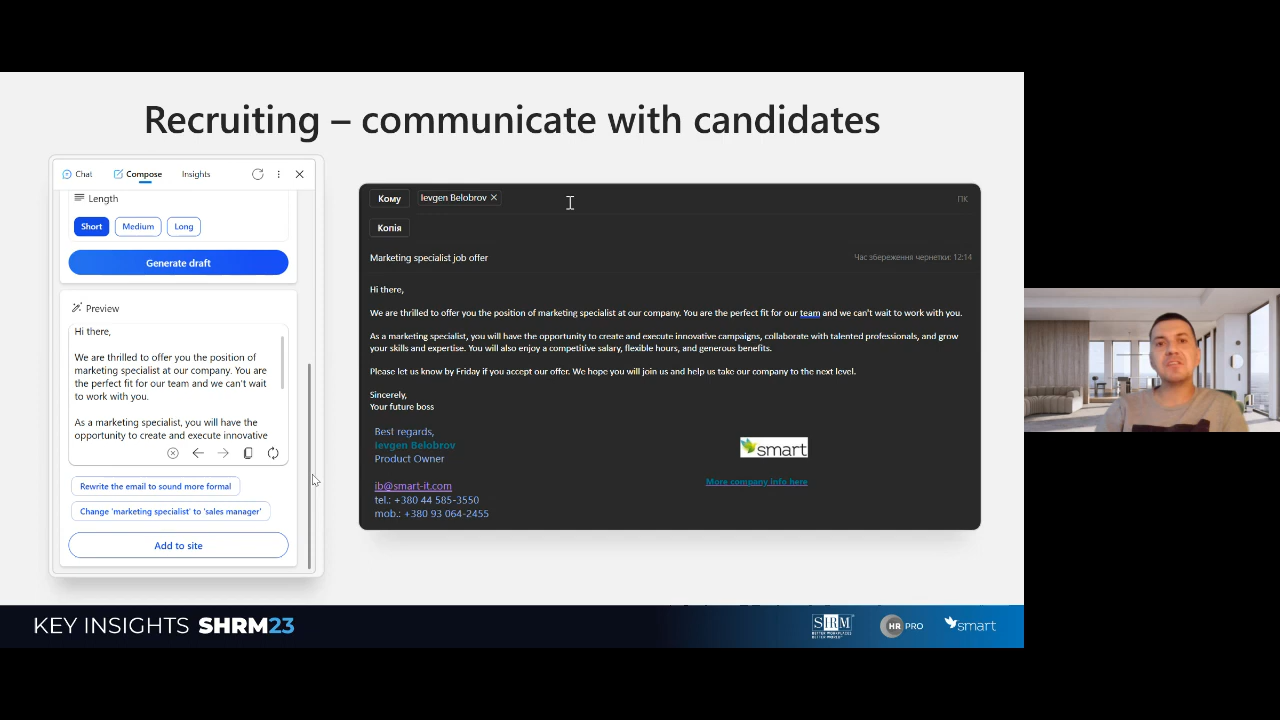 Recruiting – communicate with candidates
Chat
Compose
Insights
Length
Short
Medium
Long
Generate draft
Preview
Hi there,
We are thrilled to offer you the position of
marketing specialist at our company. You are
the perfect fit for our team and we can't wait
to work with you.
As a marketing specialist, you will have the
opportunity to create and execute innovative
Rewrite the email to sound more formal
Change 'marketing specialist' to 'sales manager'
Add to site
Кому
Ievgen Belobrov
ПК
Копія
Marketing specialist job offer
Час збереження чернетки: 12:14
Hi there,
We are thrilled to offer you the position of marketing specialist at our company. You are the perfect fit for our team and we can't wait to work with you.
As a marketing specialist, you will have the opportunity to create and execute innovative campaigns, collaborate with talented professionals, and grow
your skills and expertise. You will also enjoy a competitive salary, flexible hours, and generous benefits.
Please let us know by Friday if you accept our offer. We hope you will join us and help us take our company to the next level.
Sincerely,
Your future boss
Best regards,
Ievgen Belobrov
Product Owner
ib@smart-it.com
tel.: +380 44 585-3550
mob.: +380 93 064-2455
smart
More company info here
KEY INSIGHTS SHRM23
SHRM
BETTER WORKPLACES
BETTER WORLD
HR PRO
smart